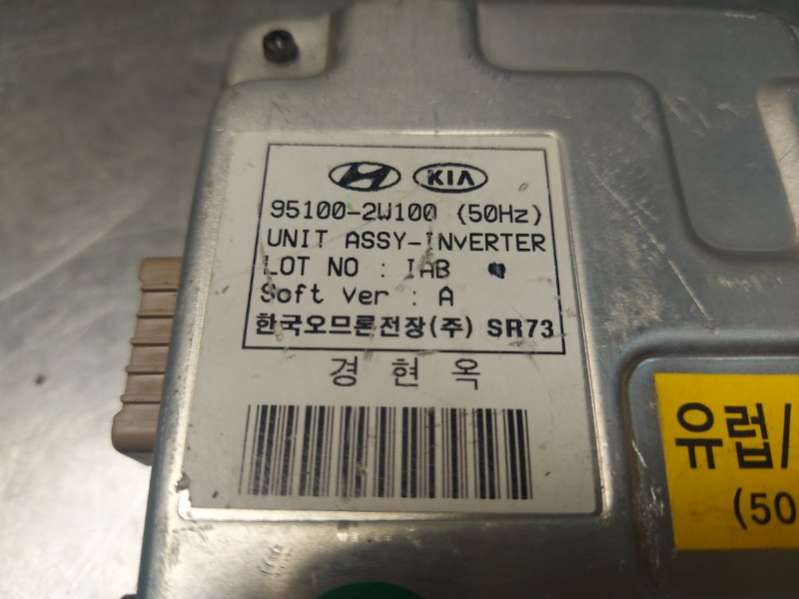 KIA
95100-2W100 (50Hz)
UNIT ASSY-INVERTER
LOT NO : IAB
Soft Ver : A
한국오므론전장(주) SR73
경 현 옥
유럽/
(50